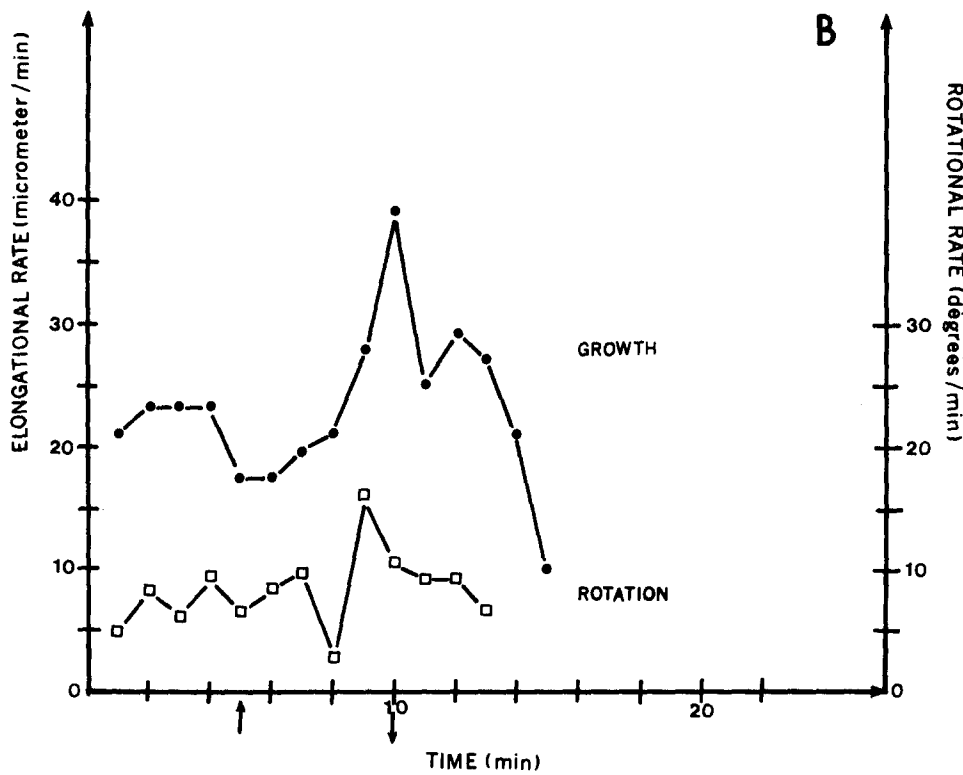 B
ELONGATIONAL RATE (micrometer/min)
40
30
20
10
0
GROWTH
ROTATION
10
20
TIME (min)
ROTATIONAL RATE (dègrees/min)
30
20
10
0